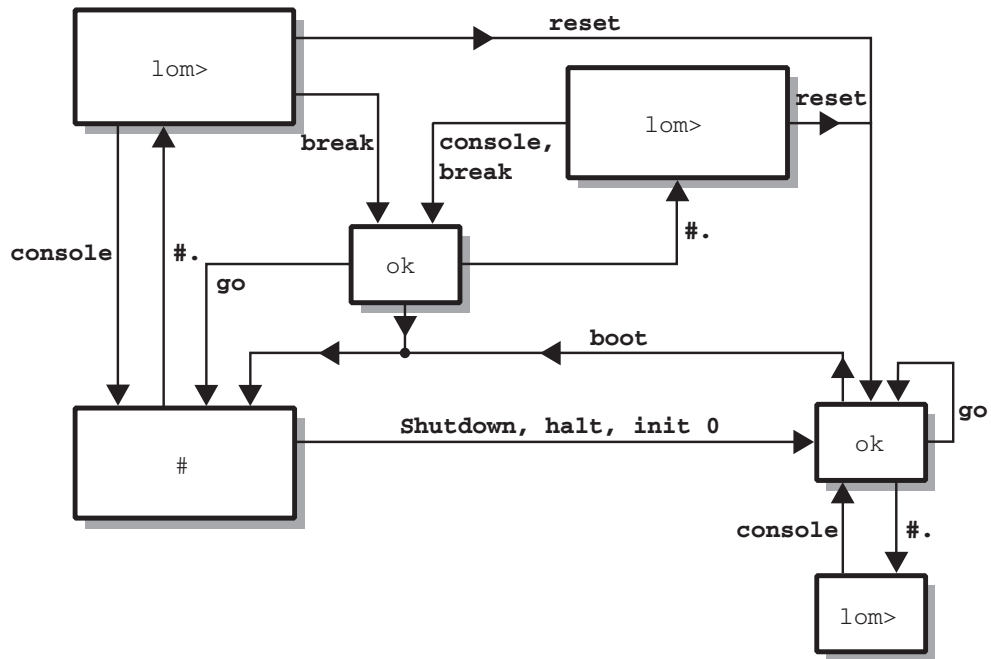 reset
lom>
reset
lom>
break
console,
break
console
#.
#.
ok
go
boot
go
Shutdown, halt, init 0
ok
#
console
#.
lom>